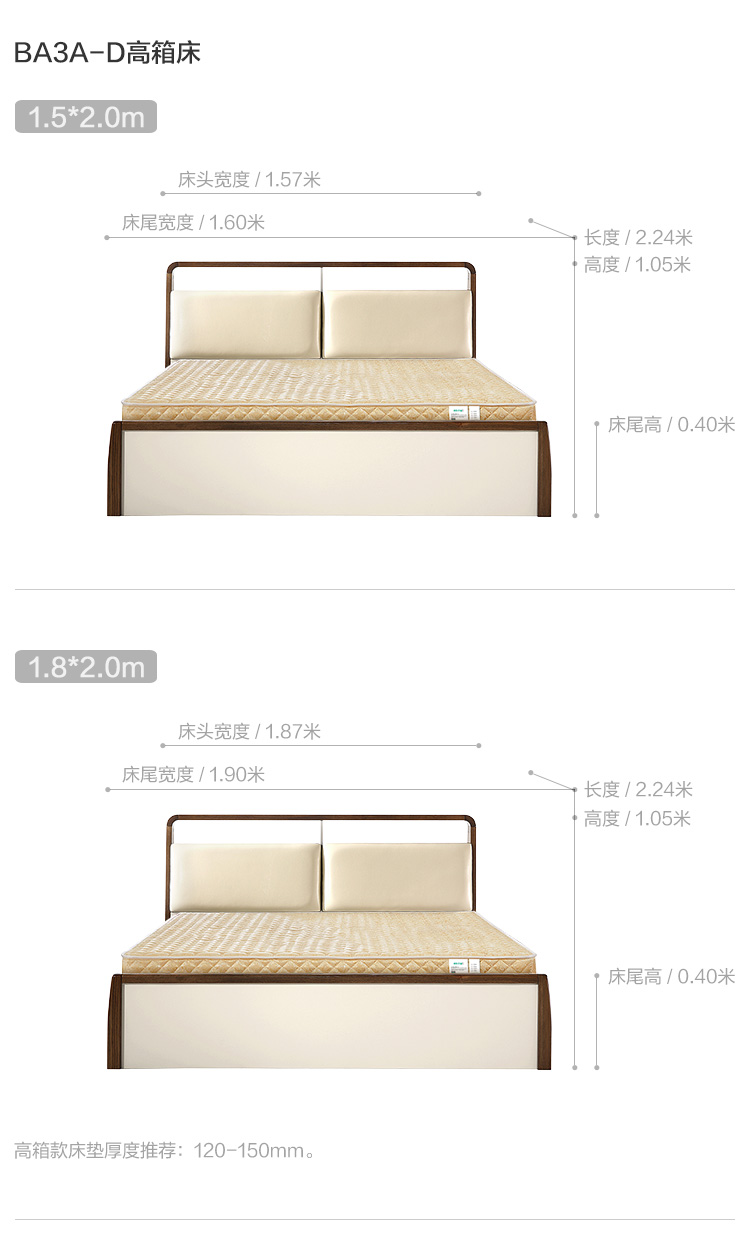 BA3A-D高箱床
1.5*2.0m
床头宽度 / 1.57米
床尾宽度 / 1.60米
长度 / 2.24米
高度 / 1.05米
床尾高 / 0.40米
1.8*2.0m
床头宽度 / 1.87米
床尾宽度 / 1.90米
长度 / 2.24米
高度 / 1.05米
床尾高 / 0.40米
高箱款床垫厚度推荐：120-150mm。